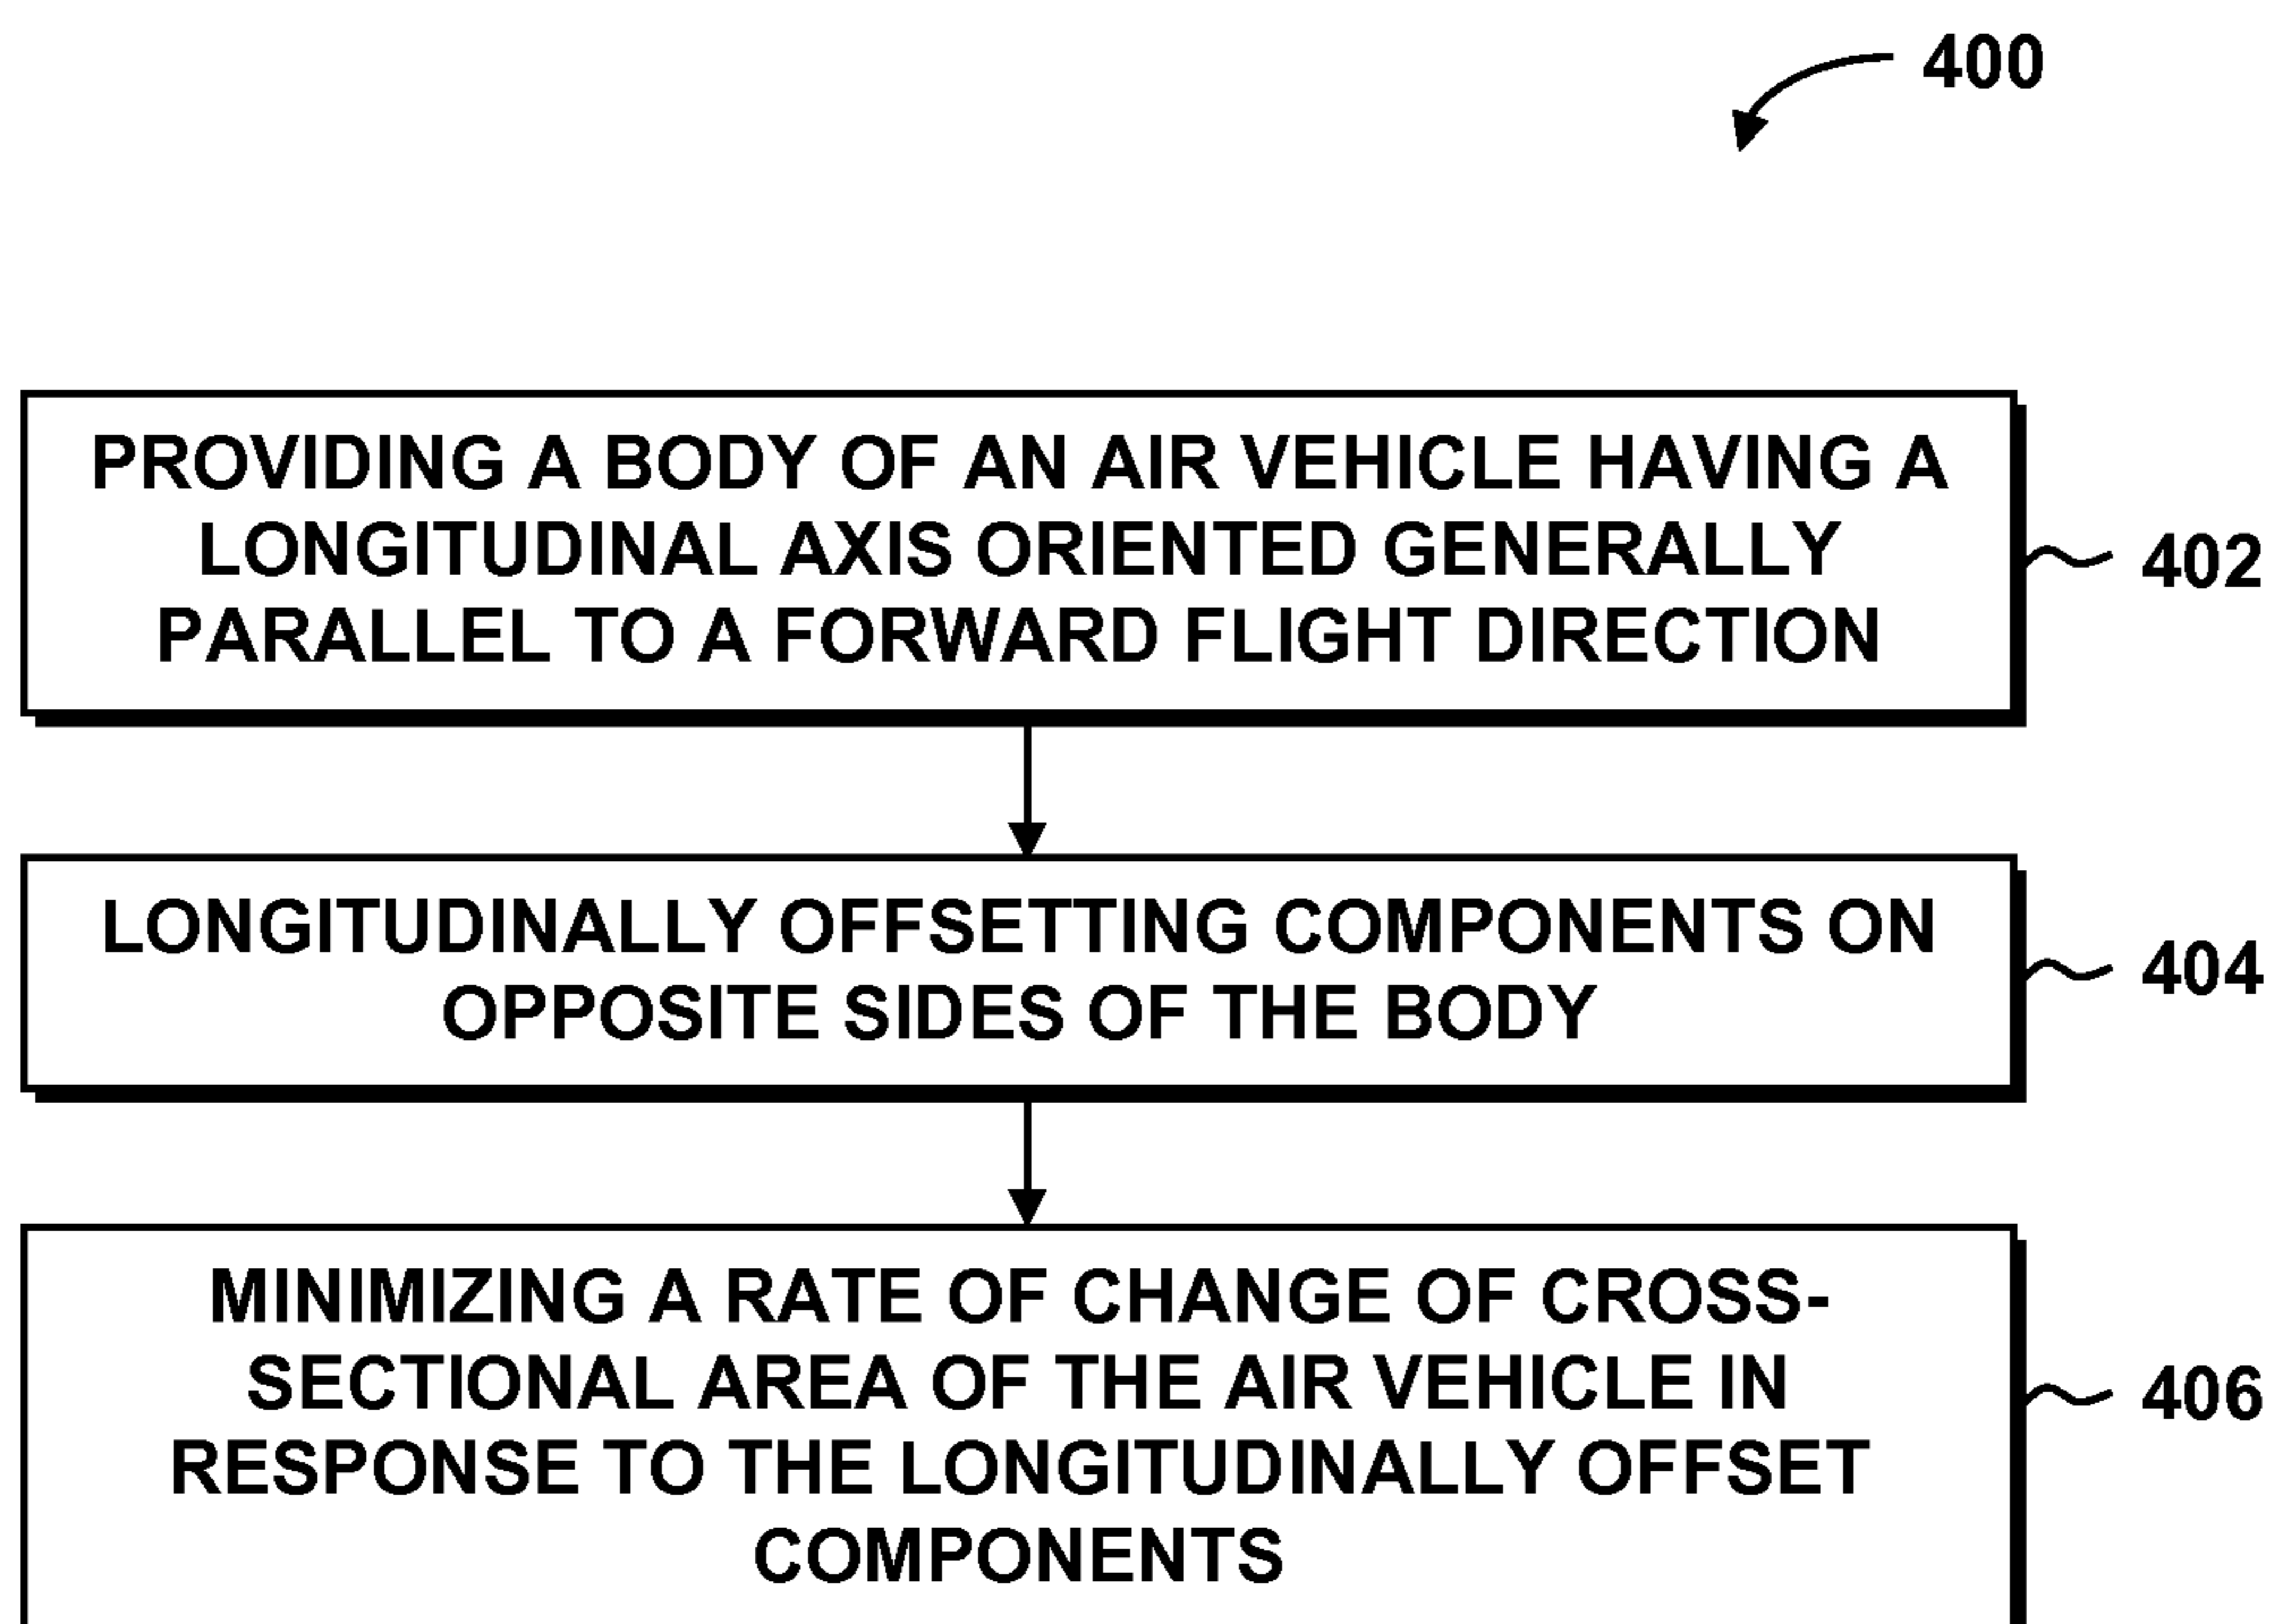 400
PROVIDING A BODY OF AN AIR VEHICLE HAVING A
LONGITUDINAL AXIS ORIENTED GENERALLY
PARALLEL TO A FORWARD FLIGHT DIRECTION
402
LONGITUDINALLY OFFSETTING COMPONENTS ON
OPPOSITE SIDES OF THE BODY
404
MINIMIZING A RATE OF CHANGE OF CROSS-
SECTIONAL AREA OF THE AIR VEHICLE IN
RESPONSE TO THE LONGITUDINALLY OFFSET
COMPONENTS
406